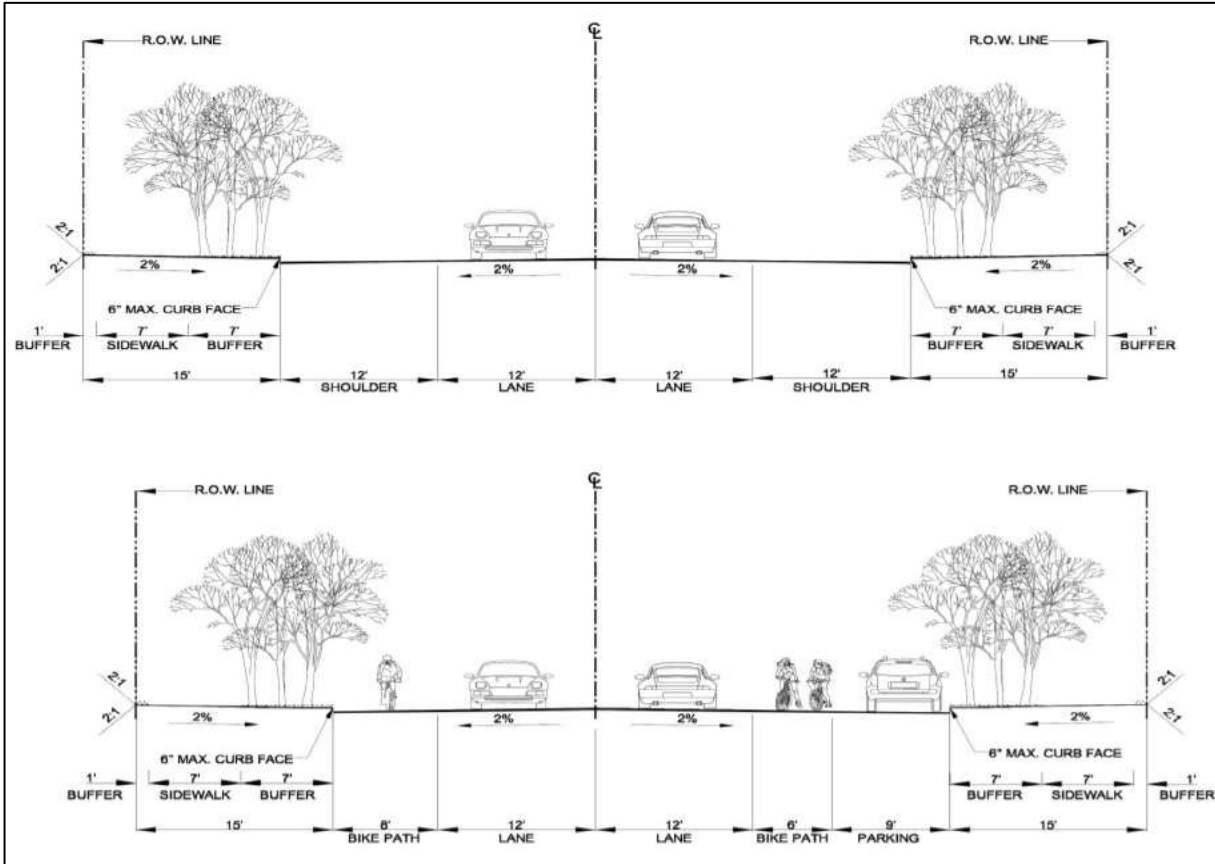 ℄
R.O.W. LINE R.O.W. LINE
2:1 2:1
2:1 2% 2% 2% 2% 2:1
6" MAX. CURB FACE 6" MAX. CURB FACE
1' 7' 7' 7' 7' 1'
BUFFER SIDEWALK BUFFER BUFFER SIDEWALK BUFFER
15' 12' 12' 12' 12' 15'
SHOULDER LANE LANE SHOULDER
℄
R.O.W. LINE R.O.W. LINE
2:1 2:1
2:1 2% 2% 2% 2% 2:1
6" MAX. CURB FACE 6" MAX. CURB FACE
1' 7' 7' 7' 7' 1'
BUFFER SIDEWALK BUFFER BUFFER SIDEWALK BUFFER
15' 8' 12' 12' 6' 9' 15'
BIKE PATH LANE LANE BIKE PATH PARKING